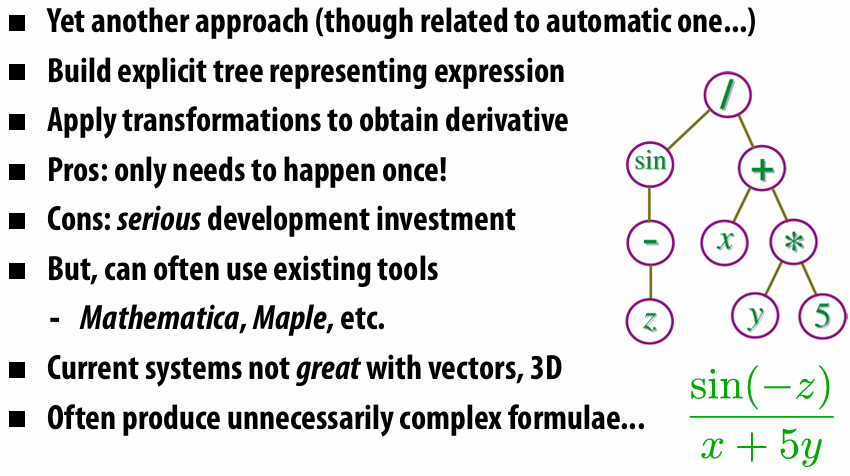 ■ Yet another approach (though related to automatic one...)
■ Build explicit tree representing expression
■ Apply transformations to obtain derivative
■ Pros: only needs to happen once!
■ Cons: serious development investment
■ But, can often use existing tools
- Mathematica, Maple, etc.
■ Current systems not great with vectors, 3D
■ Often produce unnecessarily complex formulae...
/
sin +
- x *
z y 5
sin(−z)
x + 5y